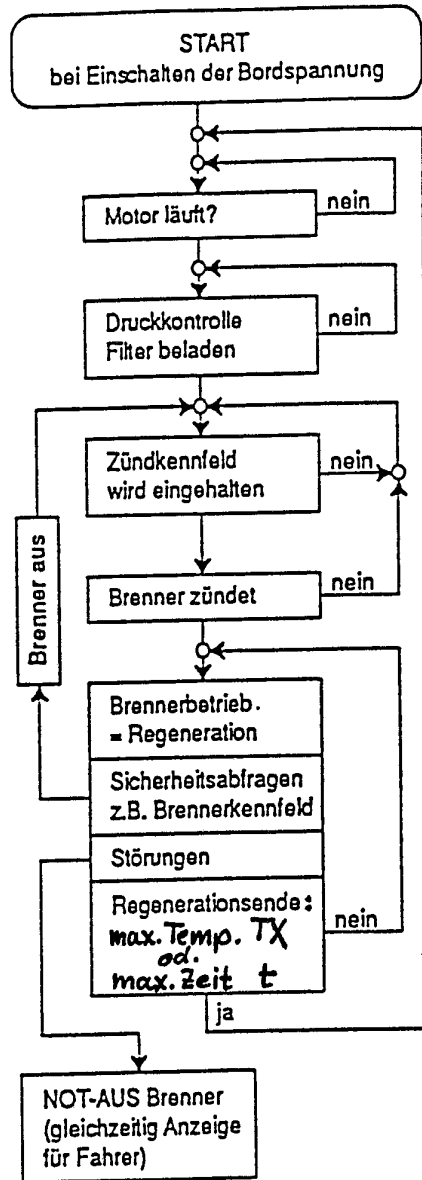 START
bei Einschalten der Bordspannung
Motor läuft?
nein
Druckkontrolle
Filter beladen
nein
Zündkennfeld
wird eingehalten
nein
Brenner aus
Brenner zündet
nein
Brennerbetrieb.
= Regeneration
Sicherheitsabfragen
z.B. Brennerkennfeld
Störungen
Regenerationsende:
max. Temp. TX
od.
max. Zeit t
nein
ja
NOT-AUS Brenner
(gleichzeitig Anzeige
für Fahrer)